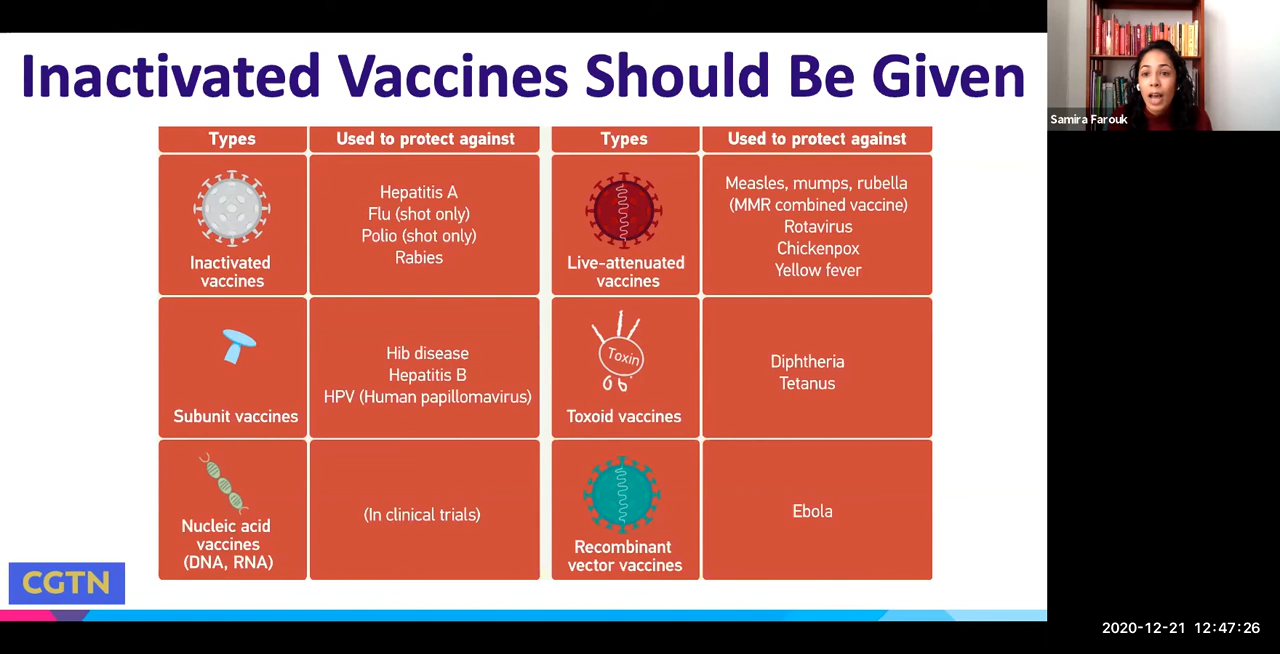 Inactivated Vaccines Should Be Given
Samira Farouk
Types
Used to protect against
Types
Used to protect against
Inactivated
vaccines
Hepatitis A
Flu (shot only)
Polio (shot only)
Rabies
Live-attenuated
vaccines
Measles, mumps, rubella
(MMR combined vaccine)
Rotavirus
Chickenpox
Yellow fever
Subunit vaccines
Hib disease
Hepatitis B
HPV (Human papillomavirus)
Toxin
Toxoid vaccines
Diphtheria
Tetanus
Nucleic acid
vaccines
(DNA, RNA)
(In clinical trials)
Recombinant
vector vaccines
Ebola
CGTN
2020-12-21 12:47:26